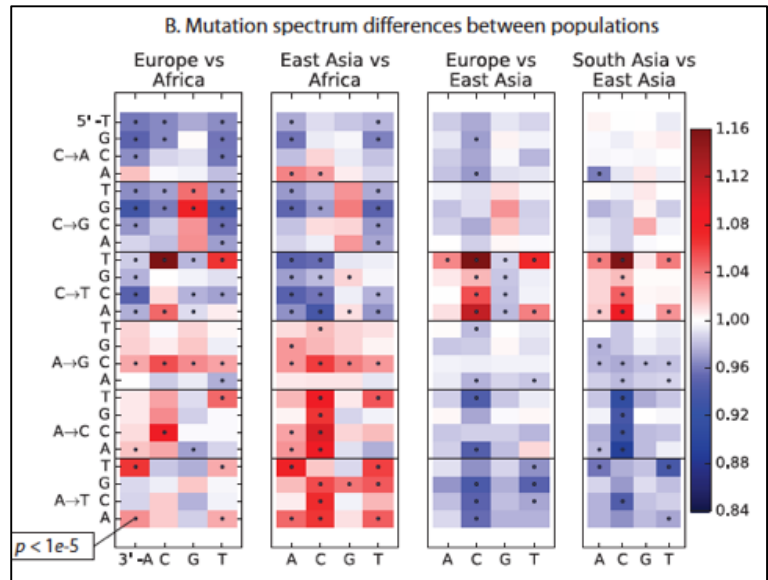 B. Mutation spectrum differences between populations
Europe vs Africa
East Asia vs Africa
Europe vs East Asia
South Asia vs East Asia
5'-T
G
C→A C
A
T
G
C→G C
A
T
G
C→T C
A
T
G
A→G C
A
T
G
A→C C
A
T
G
A→T C
A
p < 1e-5
3'-A C G T
A C G T
A C G T
A C G T
1.16
1.12
1.08
1.04
1.00
0.96
0.92
0.88
0.84